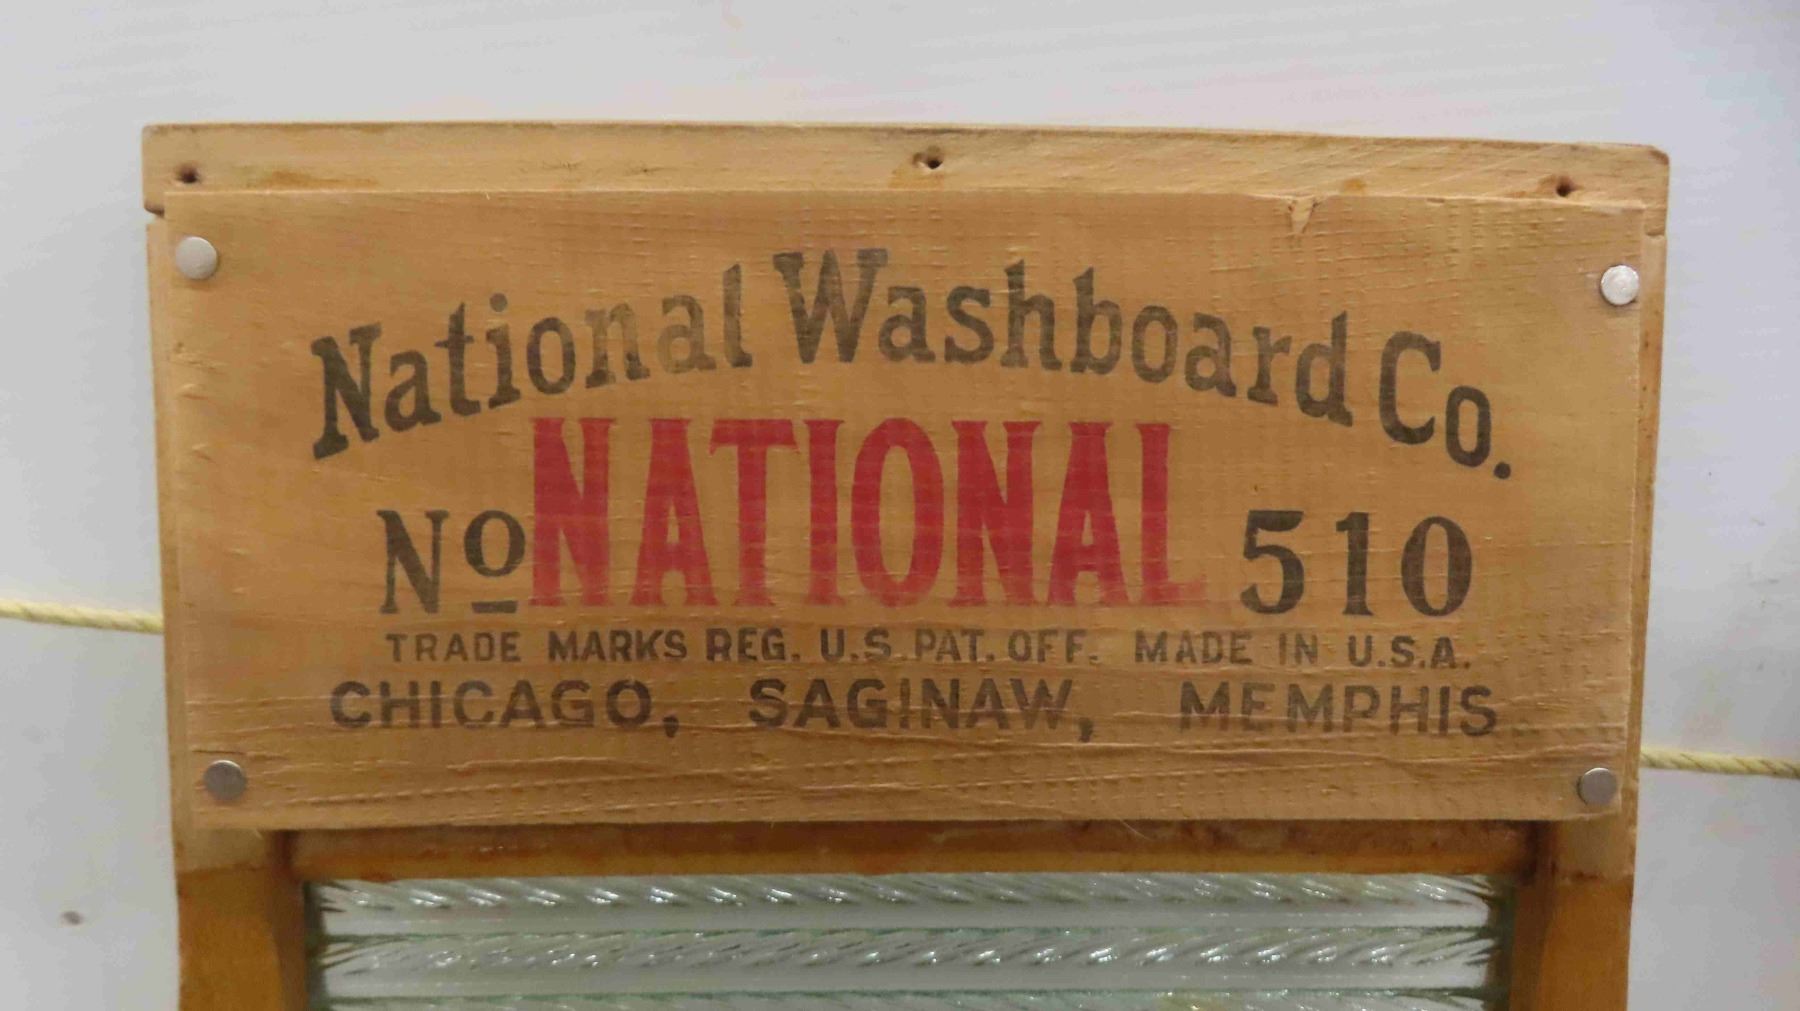 National Washboard Co.
No NATIONAL 510
TRADE MARKS REG. U.S. PAT. OFF. MADE IN U.S.A.
CHICAGO, SAGINAW, MEMPHIS